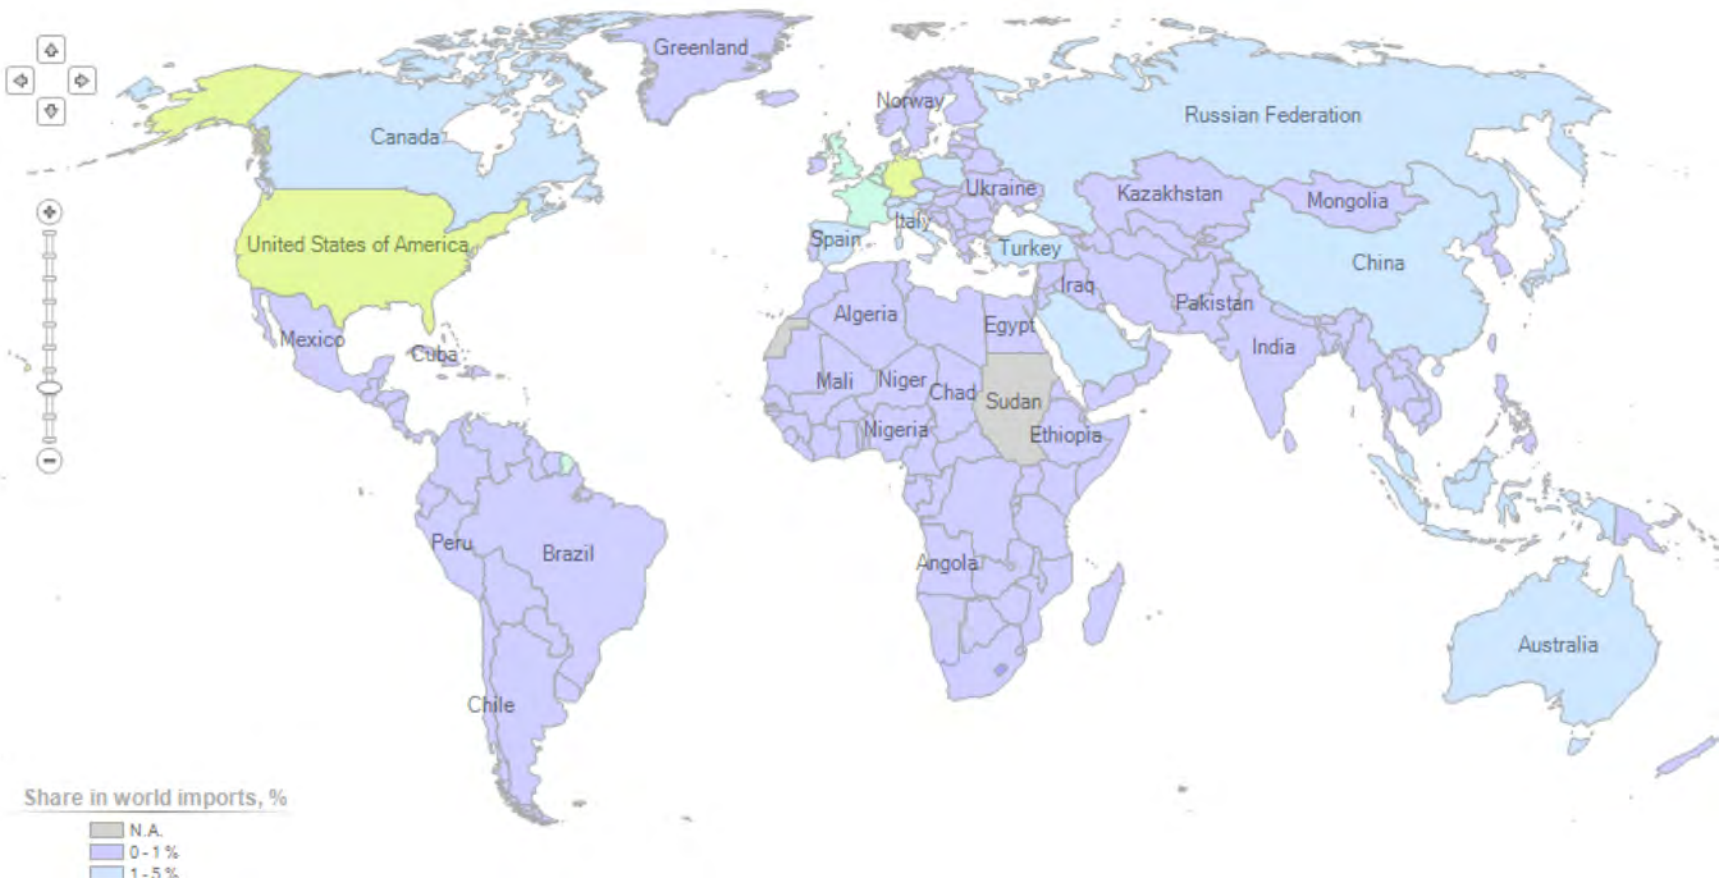 Greenland
Norway
Russian Federation
Canada
Ukraine
Kazakhstan
Mongolia
Italy
Spain
United States of America
Turkey
China
Iraq
Pakistan
Algeria
Egypt
Mexico
India
Cuba
Mali
Niger
Chad
Sudan
Nigeria
Ethiopia
Peru
Brazil
Angola
Australia
Chile
Share in world imports, %
N.A.
0-1%
1-5%